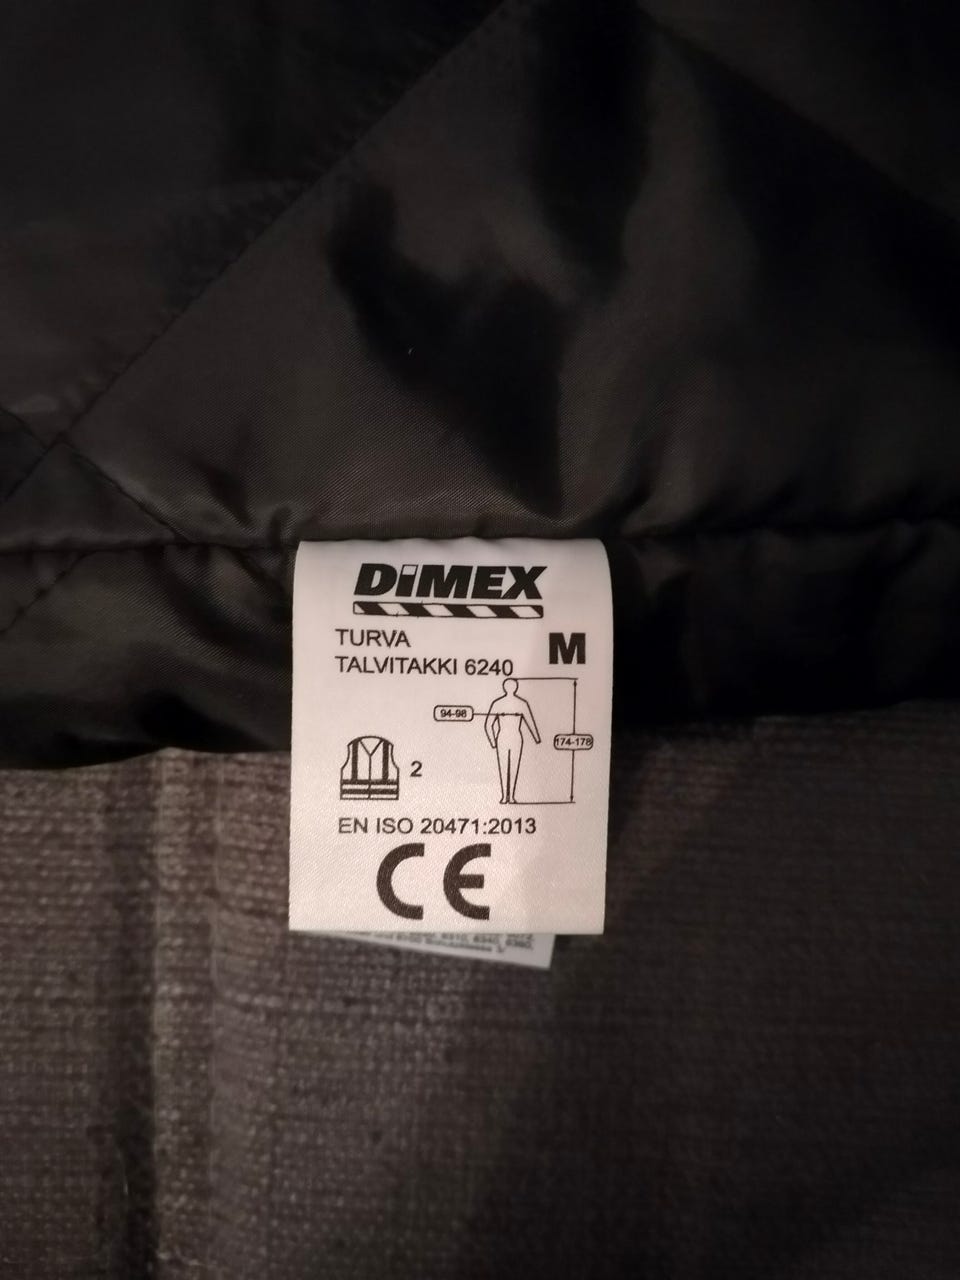 DiMEX
TURVA
TALVITAKKI 6240
M
94-98
174-178
2
EN ISO 20471:2013
CE